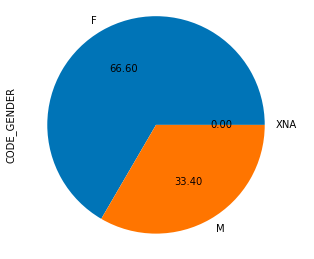 F
66.60
CODE_GENDER
0.00
XNA
33.40
M